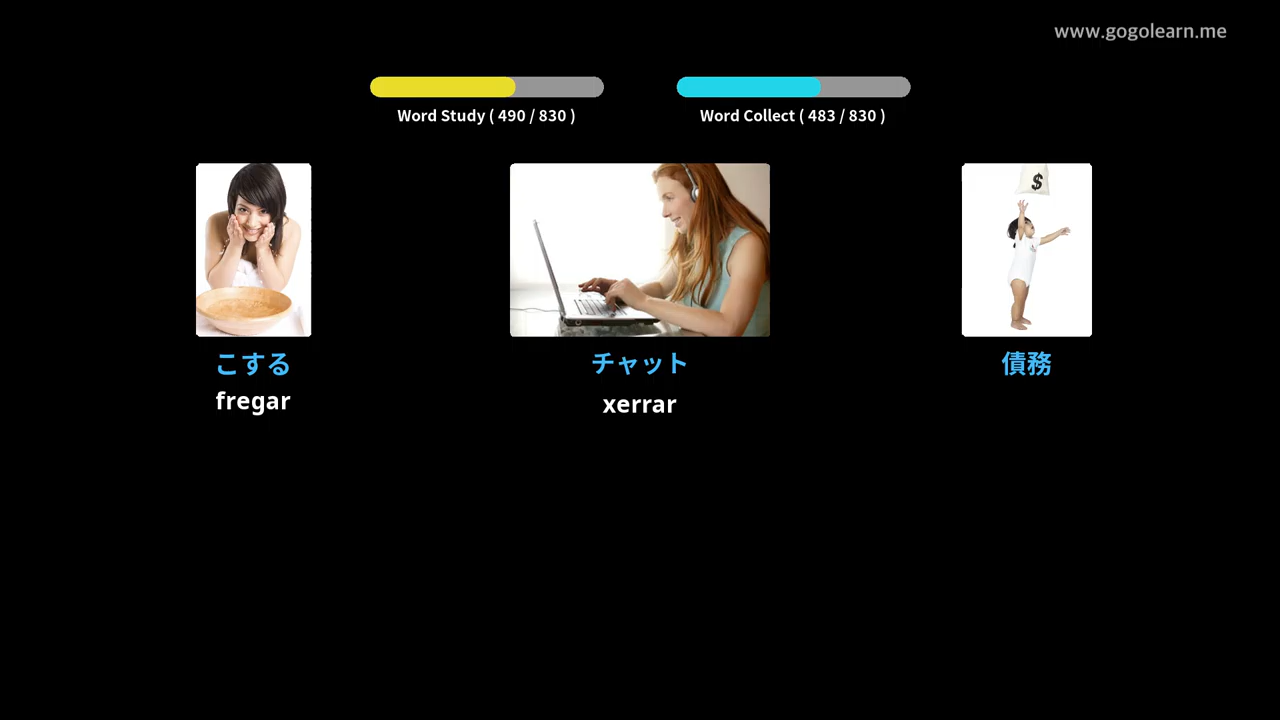 www.gogolearn.me
Word Study ( 490 / 830 )
Word Collect ( 483 / 830 )
$
こする
チャット
債務
fregar
xerrar